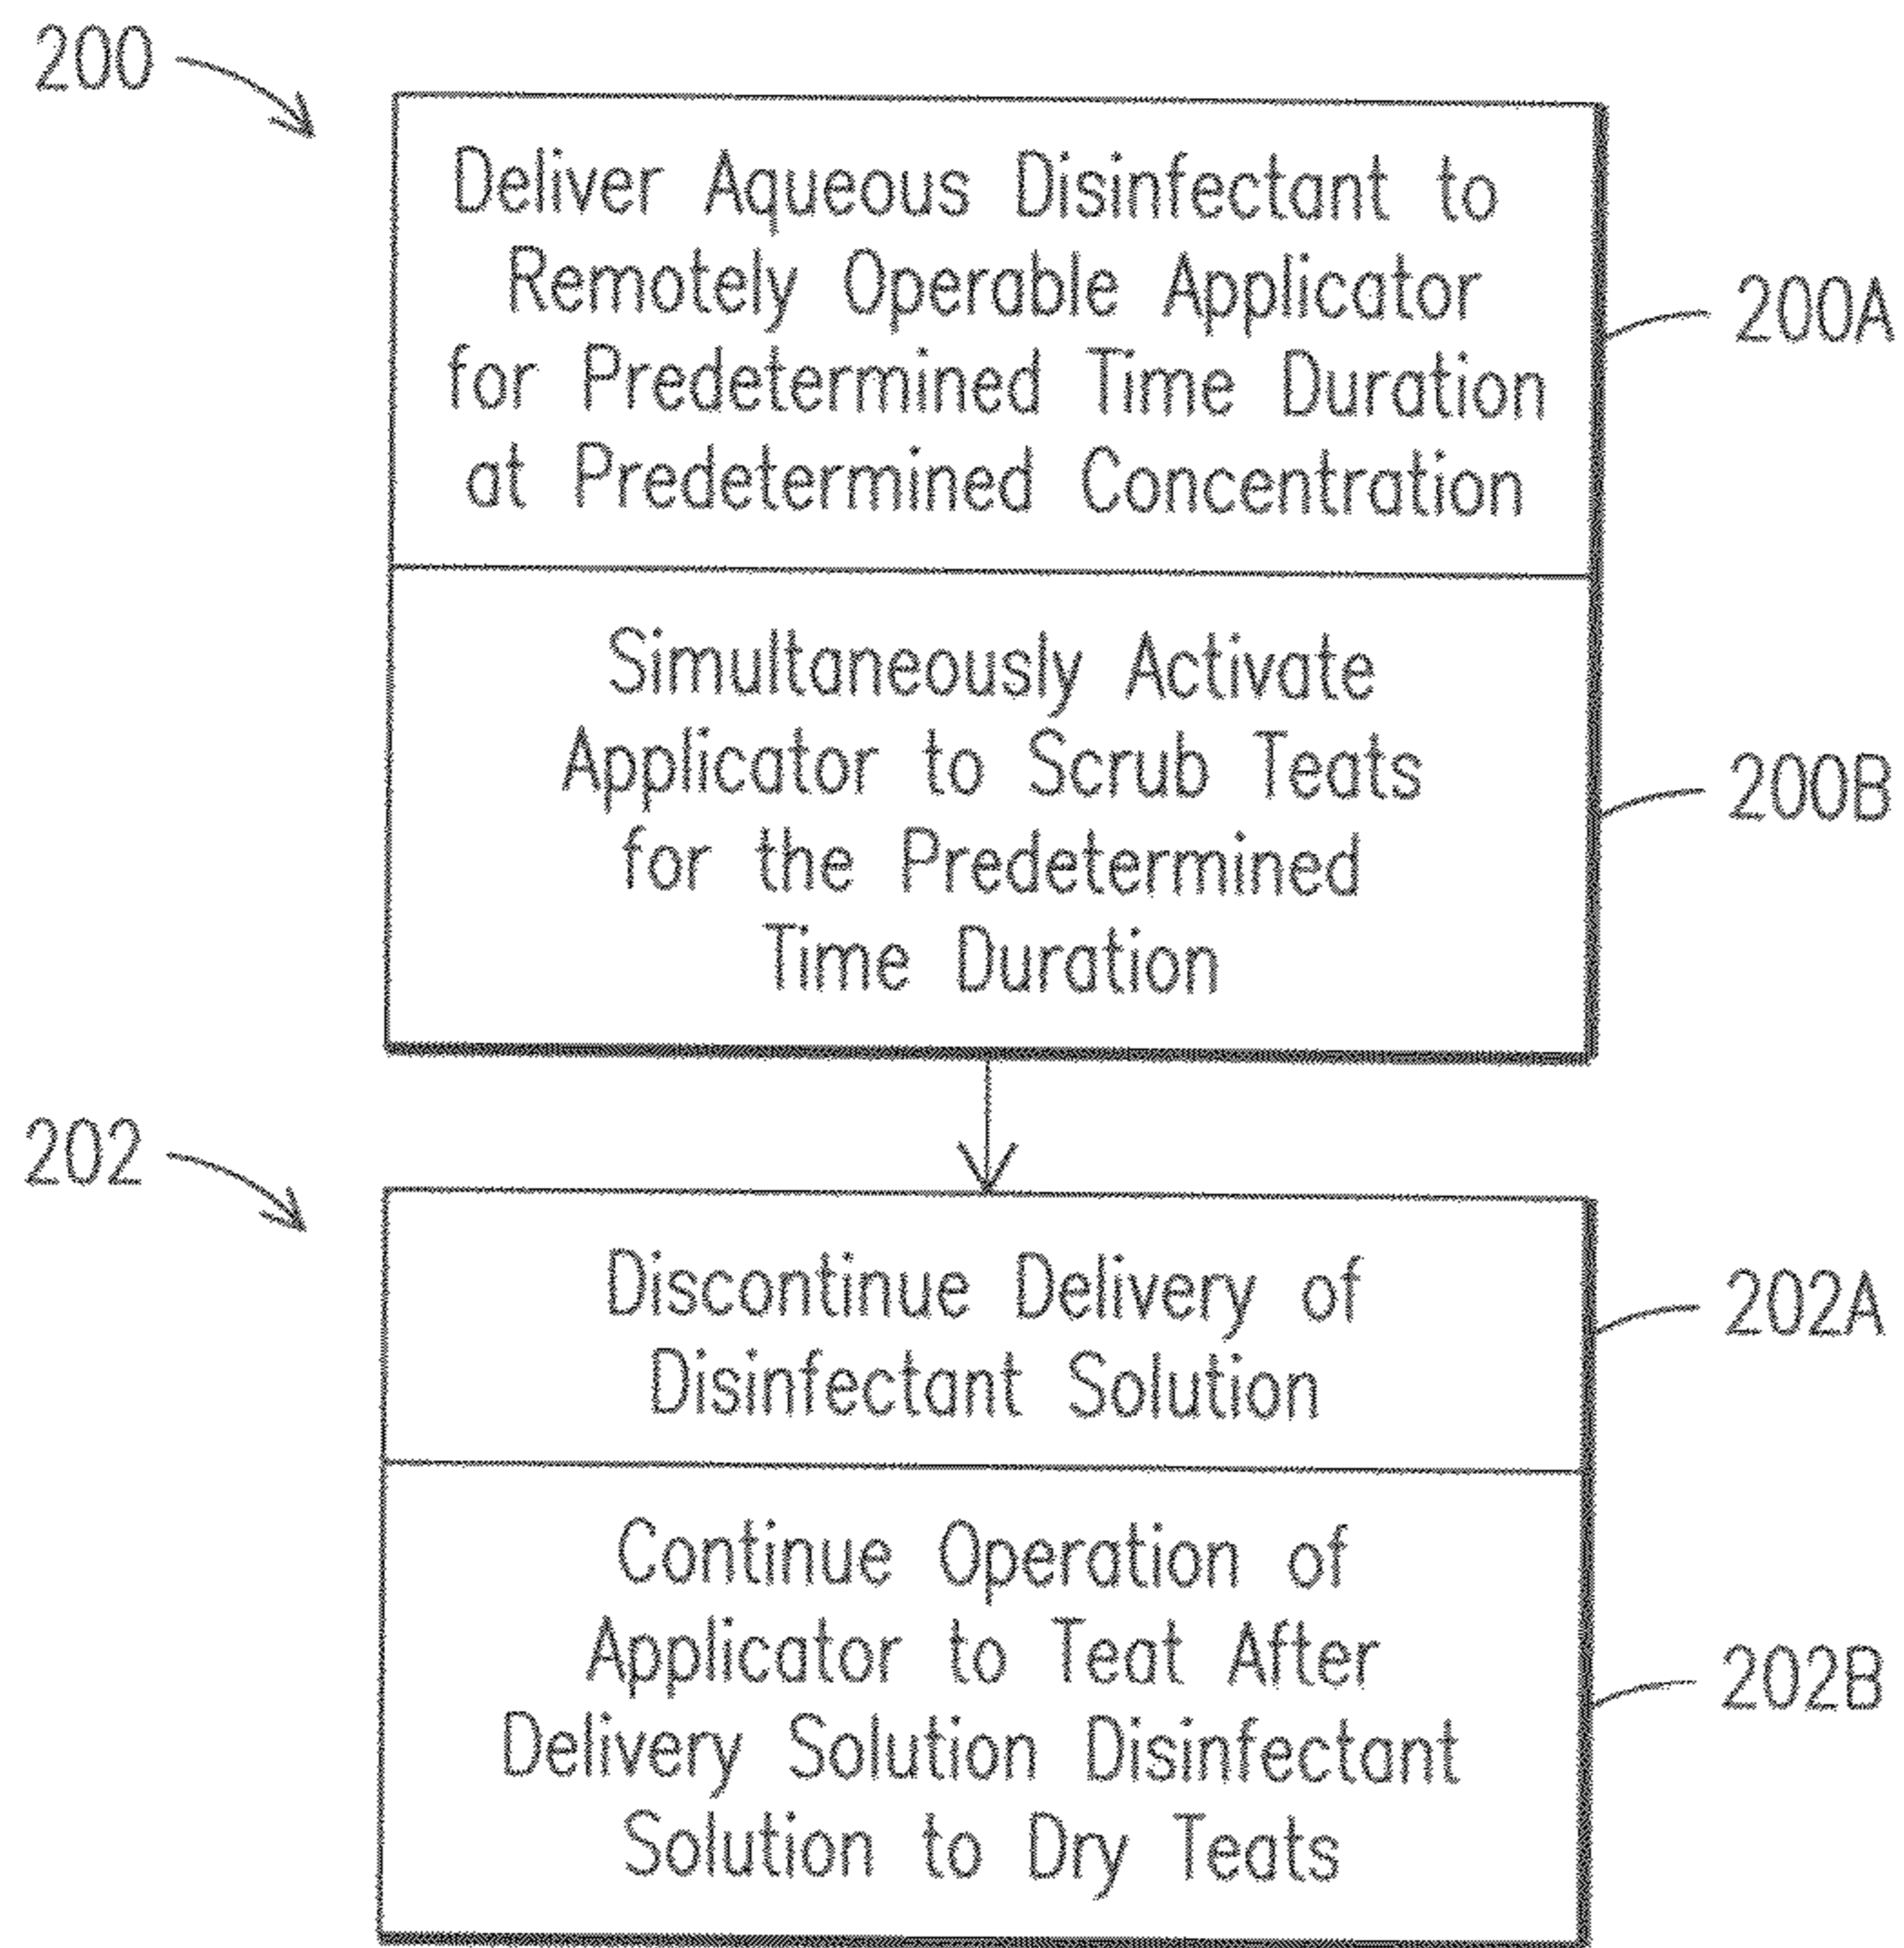 200
Deliver Aqueous Disinfectant to
Remotely Operable Applicator
for Predetermined Time Duration
at Predetermined Concentration
200A
Simultaneously Activate
Applicator to Scrub Teats
for the Predetermined
Time Duration
200B
202
Discontinue Delivery of
Disinfectant Solution
202A
Continue Operation of
Applicator to Teat After
Delivery Solution Disinfectant
Solution to Dry Teats
202B